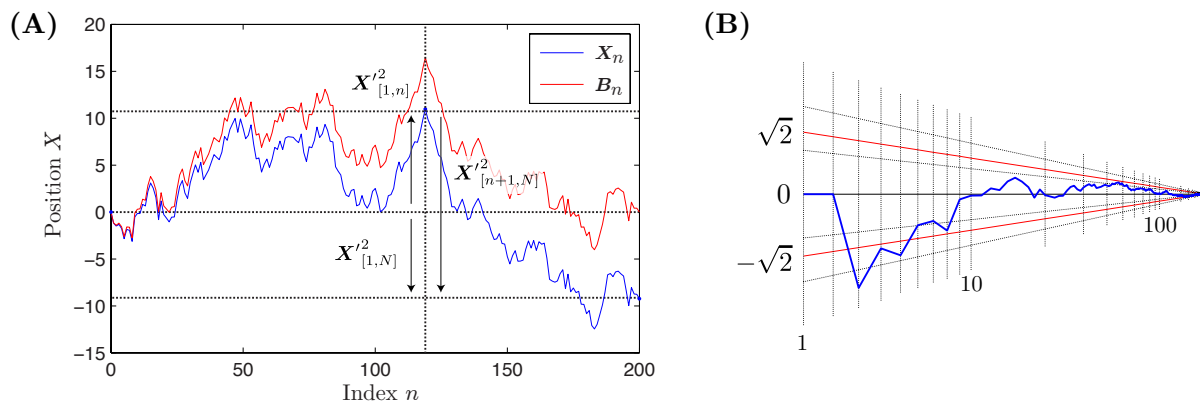 (A)
20
15
10
5
0
−5
−10
−15
0
50
100
150
200
Position X
Index n
X_n
B_n
X′²_[1,n]
X′²_[n+1,N]
X′²_[1,N]
(B)
√2
0
−√2
1
10
100